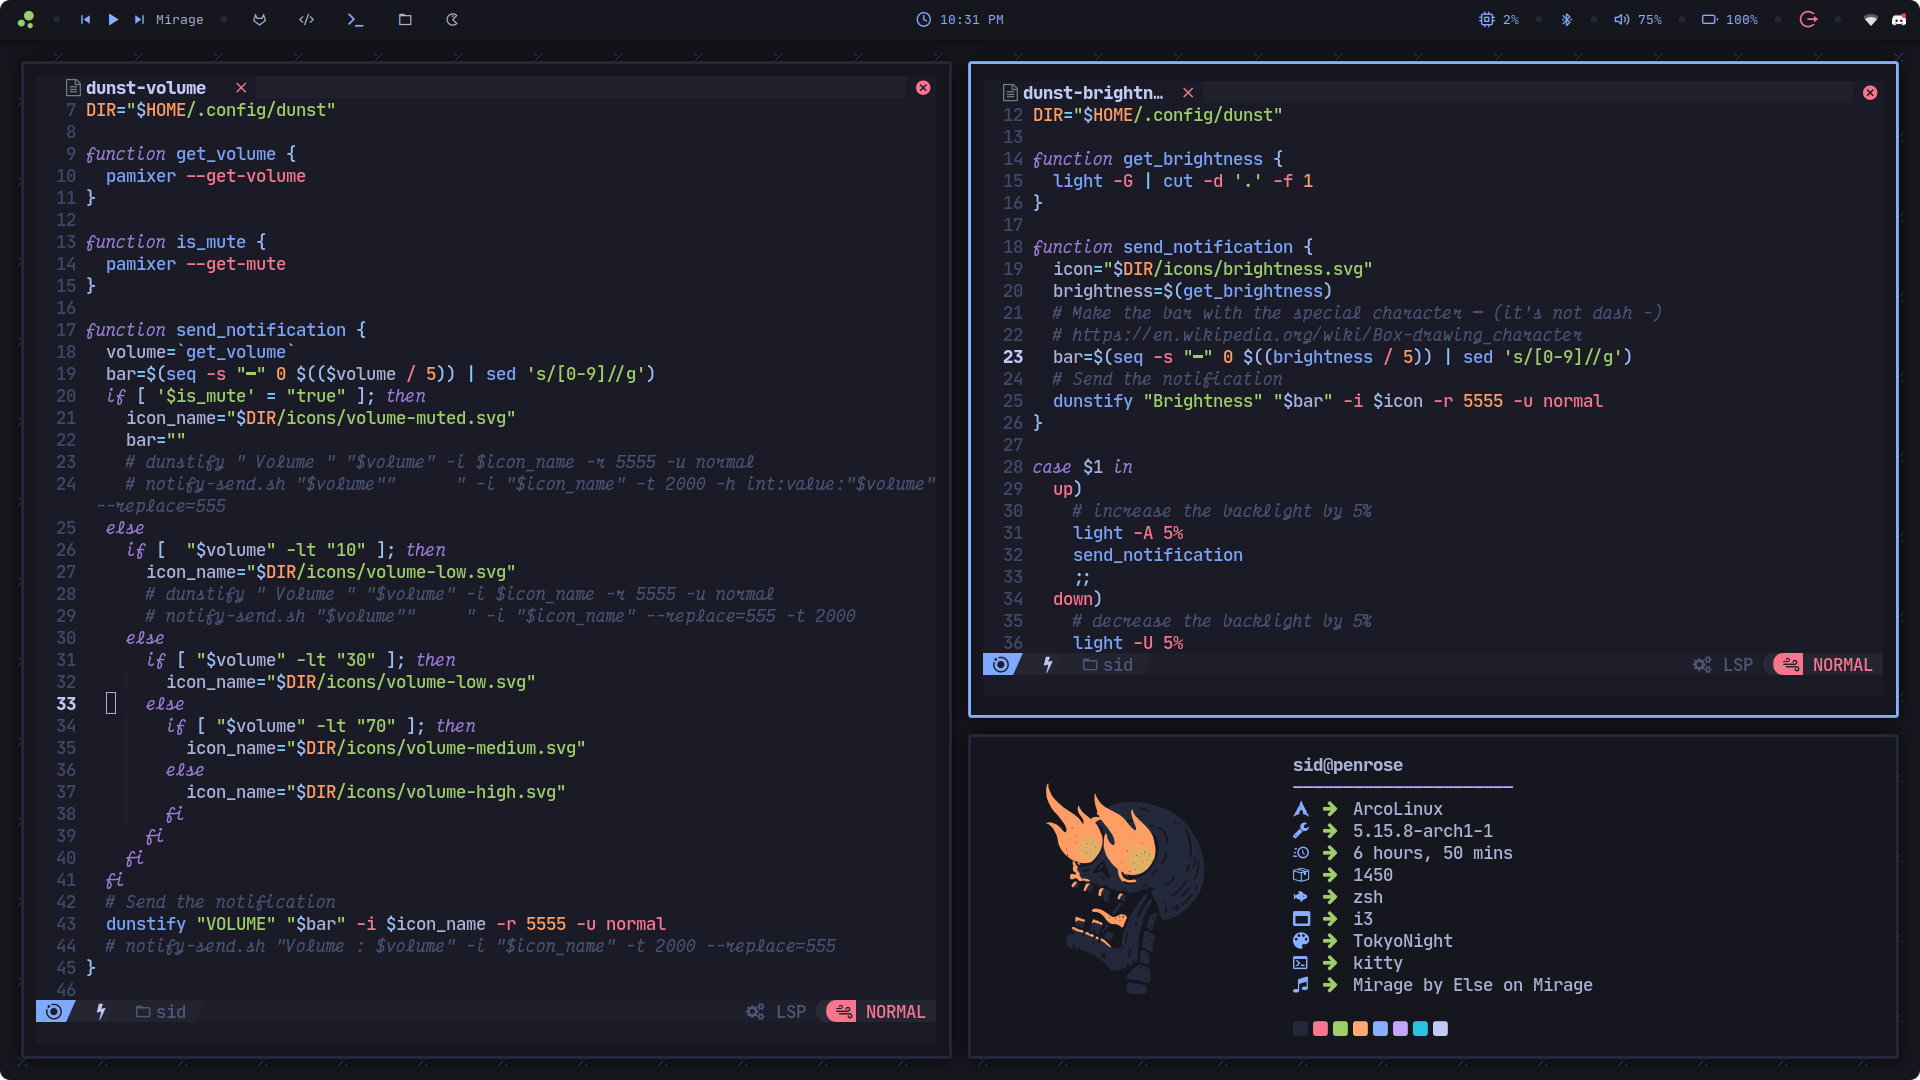 Mirage
10:31 PM
2%
75%
100%
dunst-volume
7 DIR="$HOME/.config/dunst"
8
9 function get_volume {
10   pamixer --get-volume
11 }
12
13 function is_mute {
14   pamixer --get-mute
15 }
16
17 function send_notification {
18   volume=`get_volume`
19   bar=$(seq -s "─" 0 $(($volume / 5)) | sed 's/[0-9]//g')
20   if [ '$is_mute' = "true" ]; then
21     icon_name="$DIR/icons/volume-muted.svg"
22     bar=""
23     # dunstify " Volume " "$volume" -i $icon_name -r 5555 -u normal
24     # notify-send.sh "$volume""      " -i "$icon_name" -t 2000 -h int:value:"$volume"
--replace=555
25   else
26     if [  "$volume" -lt "10" ]; then
27       icon_name="$DIR/icons/volume-low.svg"
28       # dunstify " Volume " "$volume" -i $icon_name -r 5555 -u normal
29       # notify-send.sh "$volume""     " -i "$icon_name" --replace=555 -t 2000
30     else
31       if [ "$volume" -lt "30" ]; then
32         icon_name="$DIR/icons/volume-low.svg"
33       else
34         if [ "$volume" -lt "70" ]; then
35           icon_name="$DIR/icons/volume-medium.svg"
36         else
37           icon_name="$DIR/icons/volume-high.svg"
38         fi
39       fi
40     fi
41   fi
42   # Send the notification
43   dunstify "VOLUME" "$bar" -i $icon_name -r 5555 -u normal
44   # notify-send.sh "Volume : $volume" -i "$icon_name" -t 2000 --replace=555
45 }
46
sid
LSP
NORMAL
dunst-brightn…
12 DIR="$HOME/.config/dunst"
13
14 function get_brightness {
15   light -G | cut -d '.' -f 1
16 }
17
18 function send_notification {
19   icon="$DIR/icons/brightness.svg"
20   brightness=$(get_brightness)
21   # Make the bar with the special character ─ (it's not dash -)
22   # https://en.wikipedia.org/wiki/Box-drawing_character
23   bar=$(seq -s "─" 0 $((brightness / 5)) | sed 's/[0-9]//g')
24   # Send the notification
25   dunstify "Brightness" "$bar" -i $icon -r 5555 -u normal
26 }
27
28 case $1 in
29   up)
30     # increase the backlight by 5%
31     light -A 5%
32     send_notification
33     ;;
34   down)
35     # decrease the backlight by 5%
36     light -U 5%
sid
LSP
NORMAL
sid@penrose
──────────────────────
ArcoLinux
5.15.8-arch1-1
6 hours, 50 mins
1450
zsh
i3
TokyoNight
kitty
Mirage by Else on Mirage